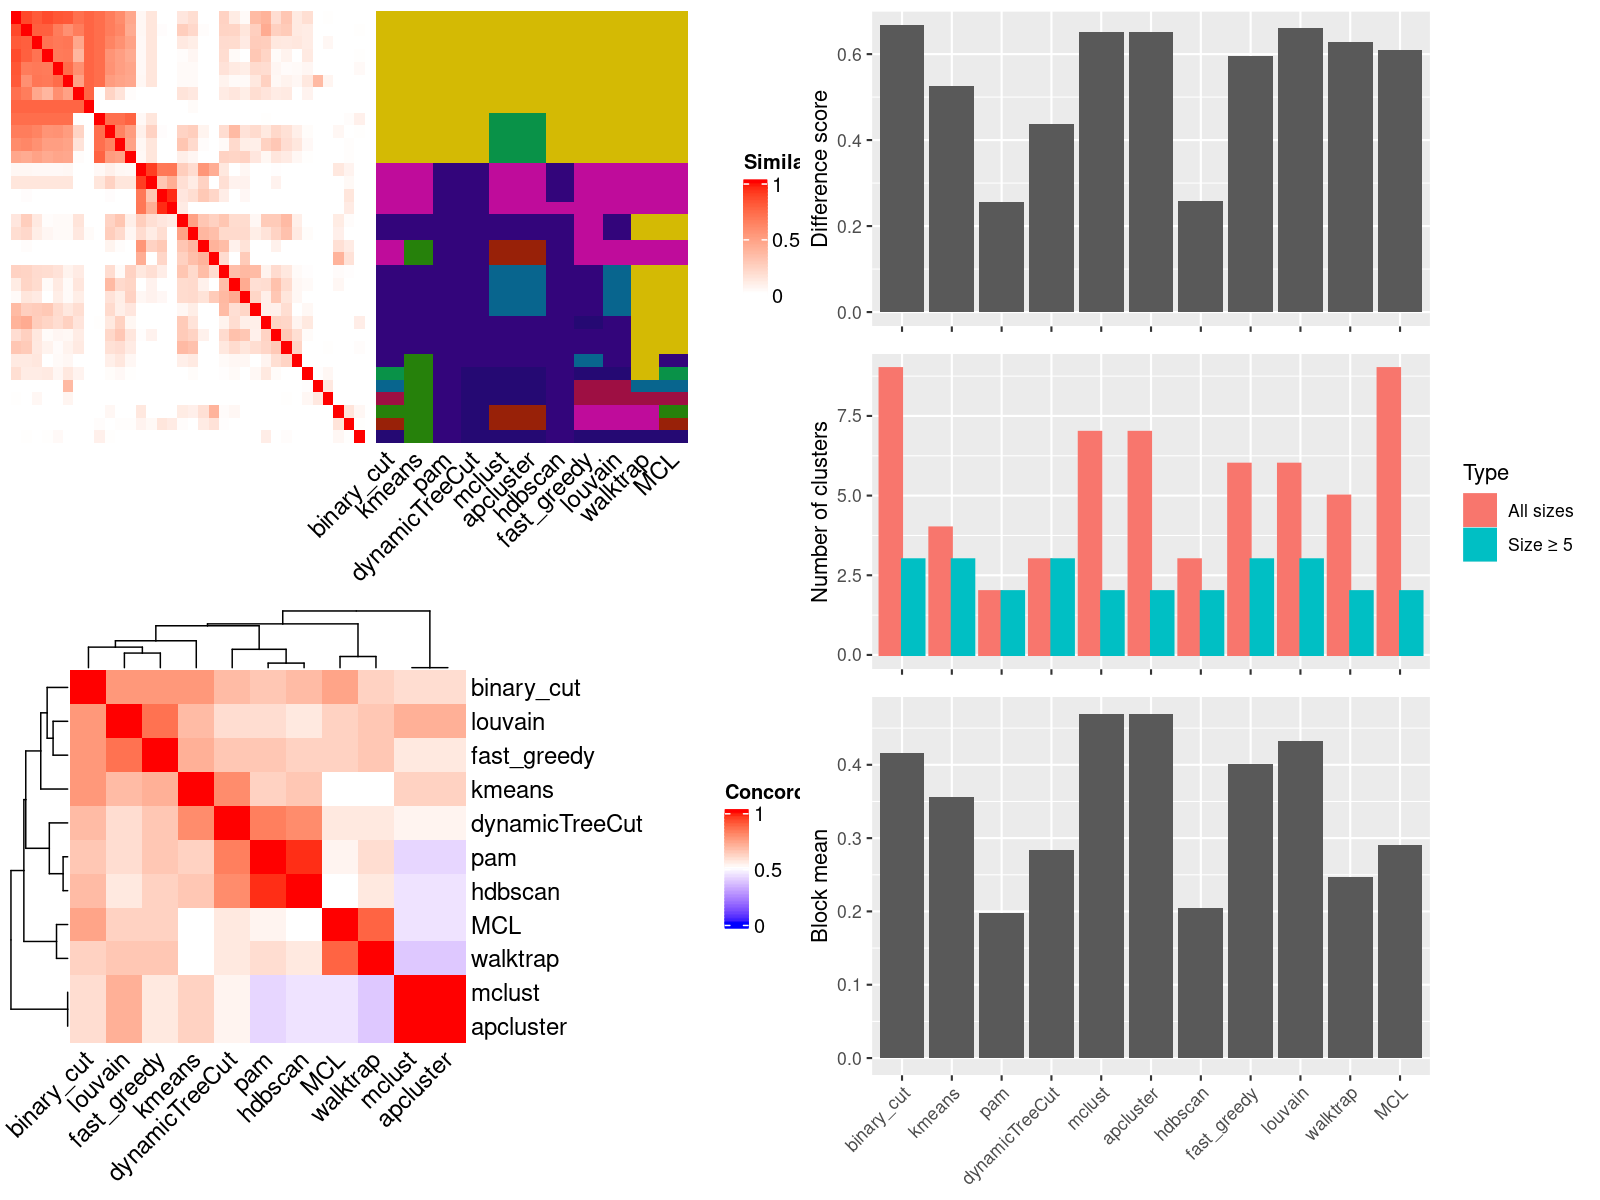 Simila
1
0.5
0
binary_cut
kmeans
pam
dynamicTreeCut
mclust
apcluster
hdbscan
fast_greedy
louvain
walktrap
MCL
binary_cut
louvain
fast_greedy
kmeans
dynamicTreeCut
pam
hdbscan
MCL
walktrap
mclust
apcluster
binary_cut
louvain
fast_greedy
kmeans
dynamicTreeCut
pam
hdbscan
MCL
walktrap
mclust
apcluster
Concord
1
0.5
0
Difference score
0.6
0.4
0.2
0.0
Number of clusters
7.5
5.0
2.5
0.0
Type
All sizes
Size ≥ 5
Block mean
0.4
0.3
0.2
0.1
0.0
binary_cut
kmeans
pam
dynamicTreeCut
mclust
apcluster
hdbscan
fast_greedy
louvain
walktrap
MCL